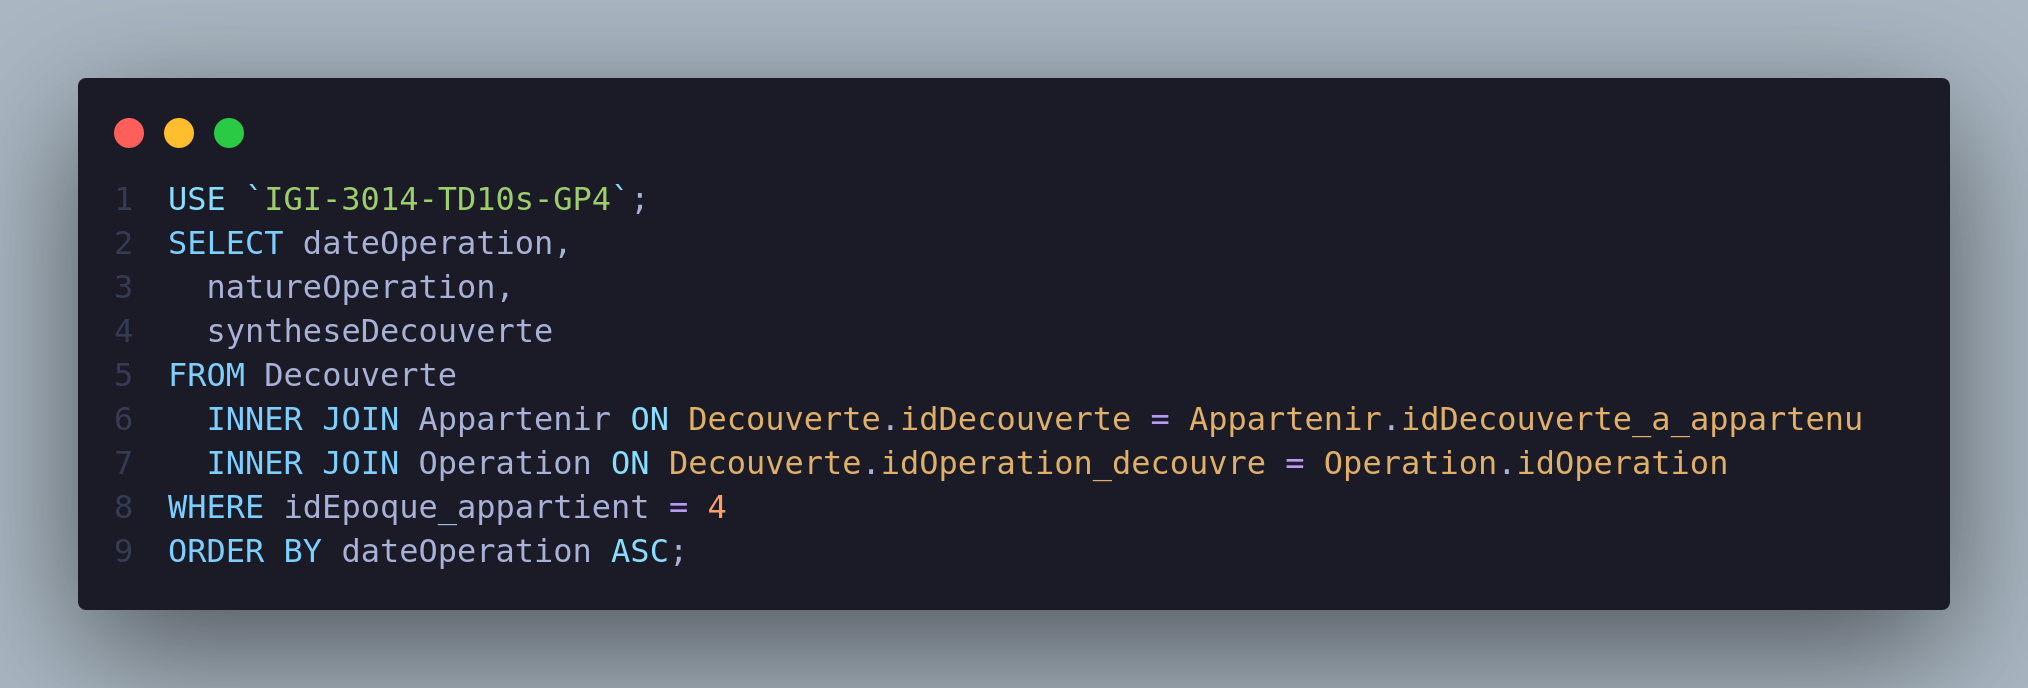 1 USE `IGI-3014-TD10s-GP4`;
2 SELECT dateOperation,
3   natureOperation,
4   syntheseDecouverte
5 FROM Decouverte
6   INNER JOIN Appartenir ON Decouverte.idDecouverte = Appartenir.idDecouverte_a_appartenu
7   INNER JOIN Operation ON Decouverte.idOperation_decouvre = Operation.idOperation
8 WHERE idEpoque_appartient = 4
9 ORDER BY dateOperation ASC;